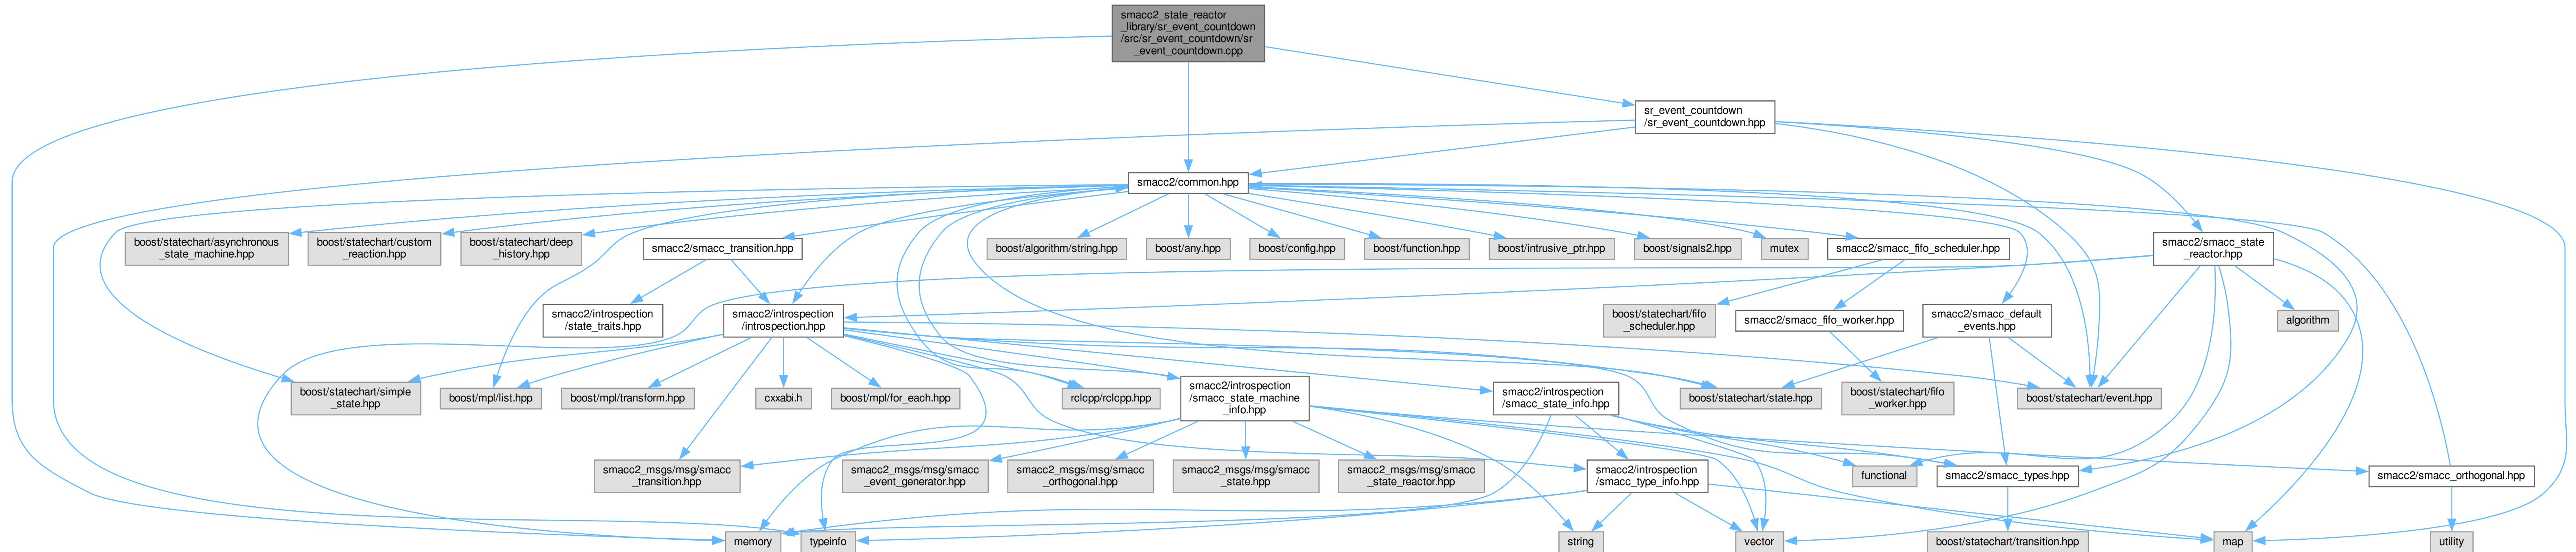 smacc2_state_reactor
_library/sr_event_countdown
/src/sr_event_countdown/sr
_event_countdown.cpp
sr_event_countdown
/sr_event_countdown.hpp
smacc2/common.hpp
boost/statechart/asynchronous
_state_machine.hpp
boost/statechart/custom
_reaction.hpp
boost/statechart/deep
_history.hpp
smacc2/smacc_transition.hpp
boost/algorithm/string.hpp
boost/any.hpp
boost/config.hpp
boost/function.hpp
boost/intrusive_ptr.hpp
boost/signals2.hpp
mutex
smacc2/smacc_fifo_scheduler.hpp
smacc2/smacc_state
_reactor.hpp
smacc2/introspection
/state_traits.hpp
smacc2/introspection
/introspection.hpp
boost/statechart/fifo
_scheduler.hpp
smacc2/smacc_fifo_worker.hpp
smacc2/smacc_default
_events.hpp
algorithm
boost/statechart/simple
_state.hpp
boost/mpl/list.hpp
boost/mpl/transform.hpp
cxxabi.h
boost/mpl/for_each.hpp
rclcpp/rclcpp.hpp
smacc2/introspection
/smacc_state_machine
_info.hpp
smacc2/introspection
/smacc_state_info.hpp
boost/statechart/state.hpp
boost/statechart/fifo
_worker.hpp
boost/statechart/event.hpp
smacc2_msgs/msg/smacc
_transition.hpp
smacc2_msgs/msg/smacc
_event_generator.hpp
smacc2_msgs/msg/smacc
_orthogonal.hpp
smacc2_msgs/msg/smacc
_state.hpp
smacc2_msgs/msg/smacc
_state_reactor.hpp
smacc2/introspection
/smacc_type_info.hpp
functional
smacc2/smacc_types.hpp
smacc2/smacc_orthogonal.hpp
memory
typeinfo
string
vector
boost/statechart/transition.hpp
map
utility